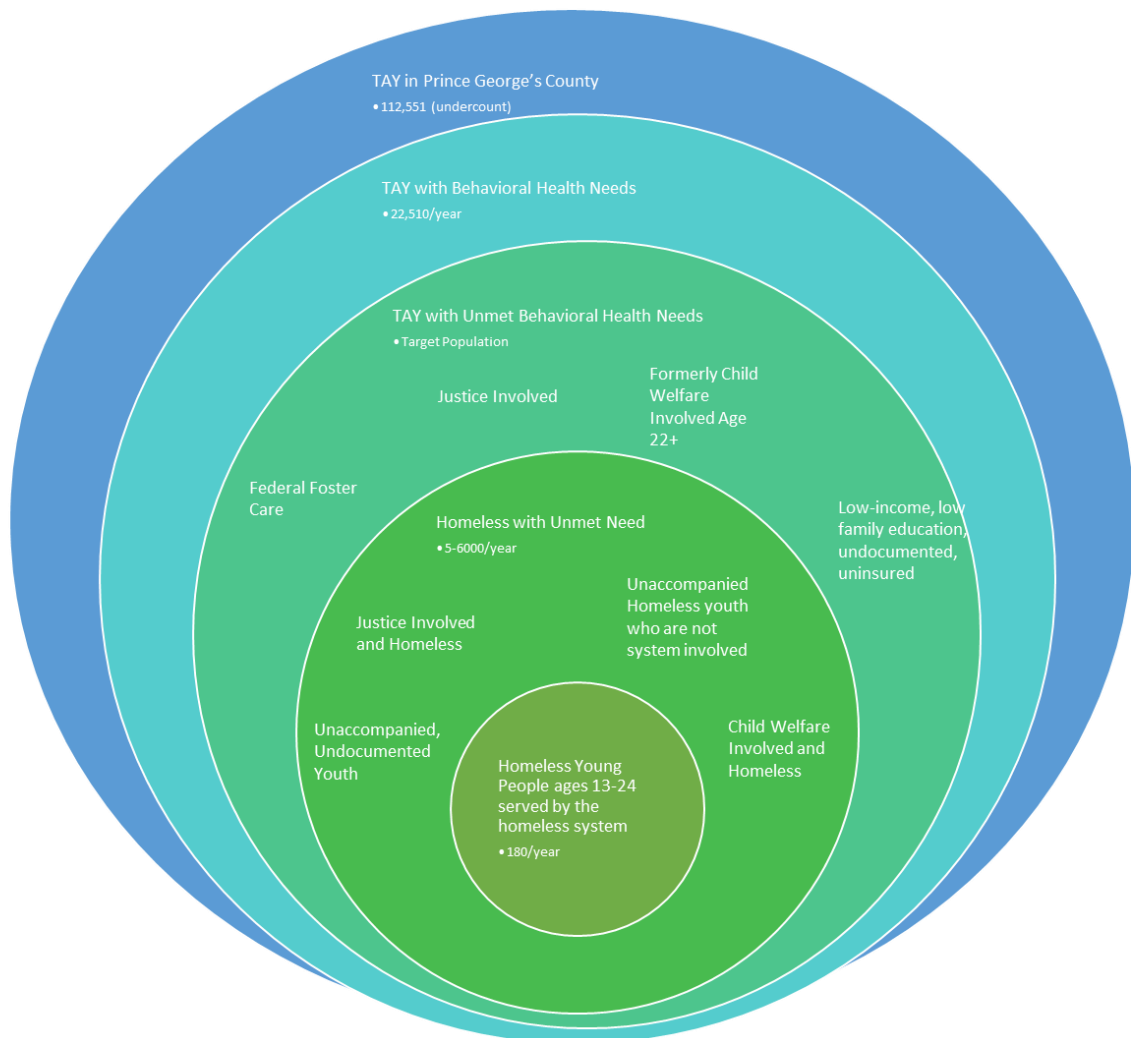 TAY in Prince George's County
• 112,551 (undercount)
TAY with Behavioral Health Needs
• 22,510/year
TAY with Unmet Behavioral Health Needs
• Target Population
Justice Involved
Formerly Child
Welfare
Involved Age
22+
Federal Foster
Care
Low-income, low
family education,
undocumented,
uninsured
Homeless with Unmet Need
• 5-6000/year
Justice Involved
and Homeless
Unaccompanied
Homeless youth
who are not
system involved
Unaccompanied,
Undocumented
Youth
Child Welfare
Involved and
Homeless
Homeless Young
People ages 13-24
served by the
homeless system
• 180/year